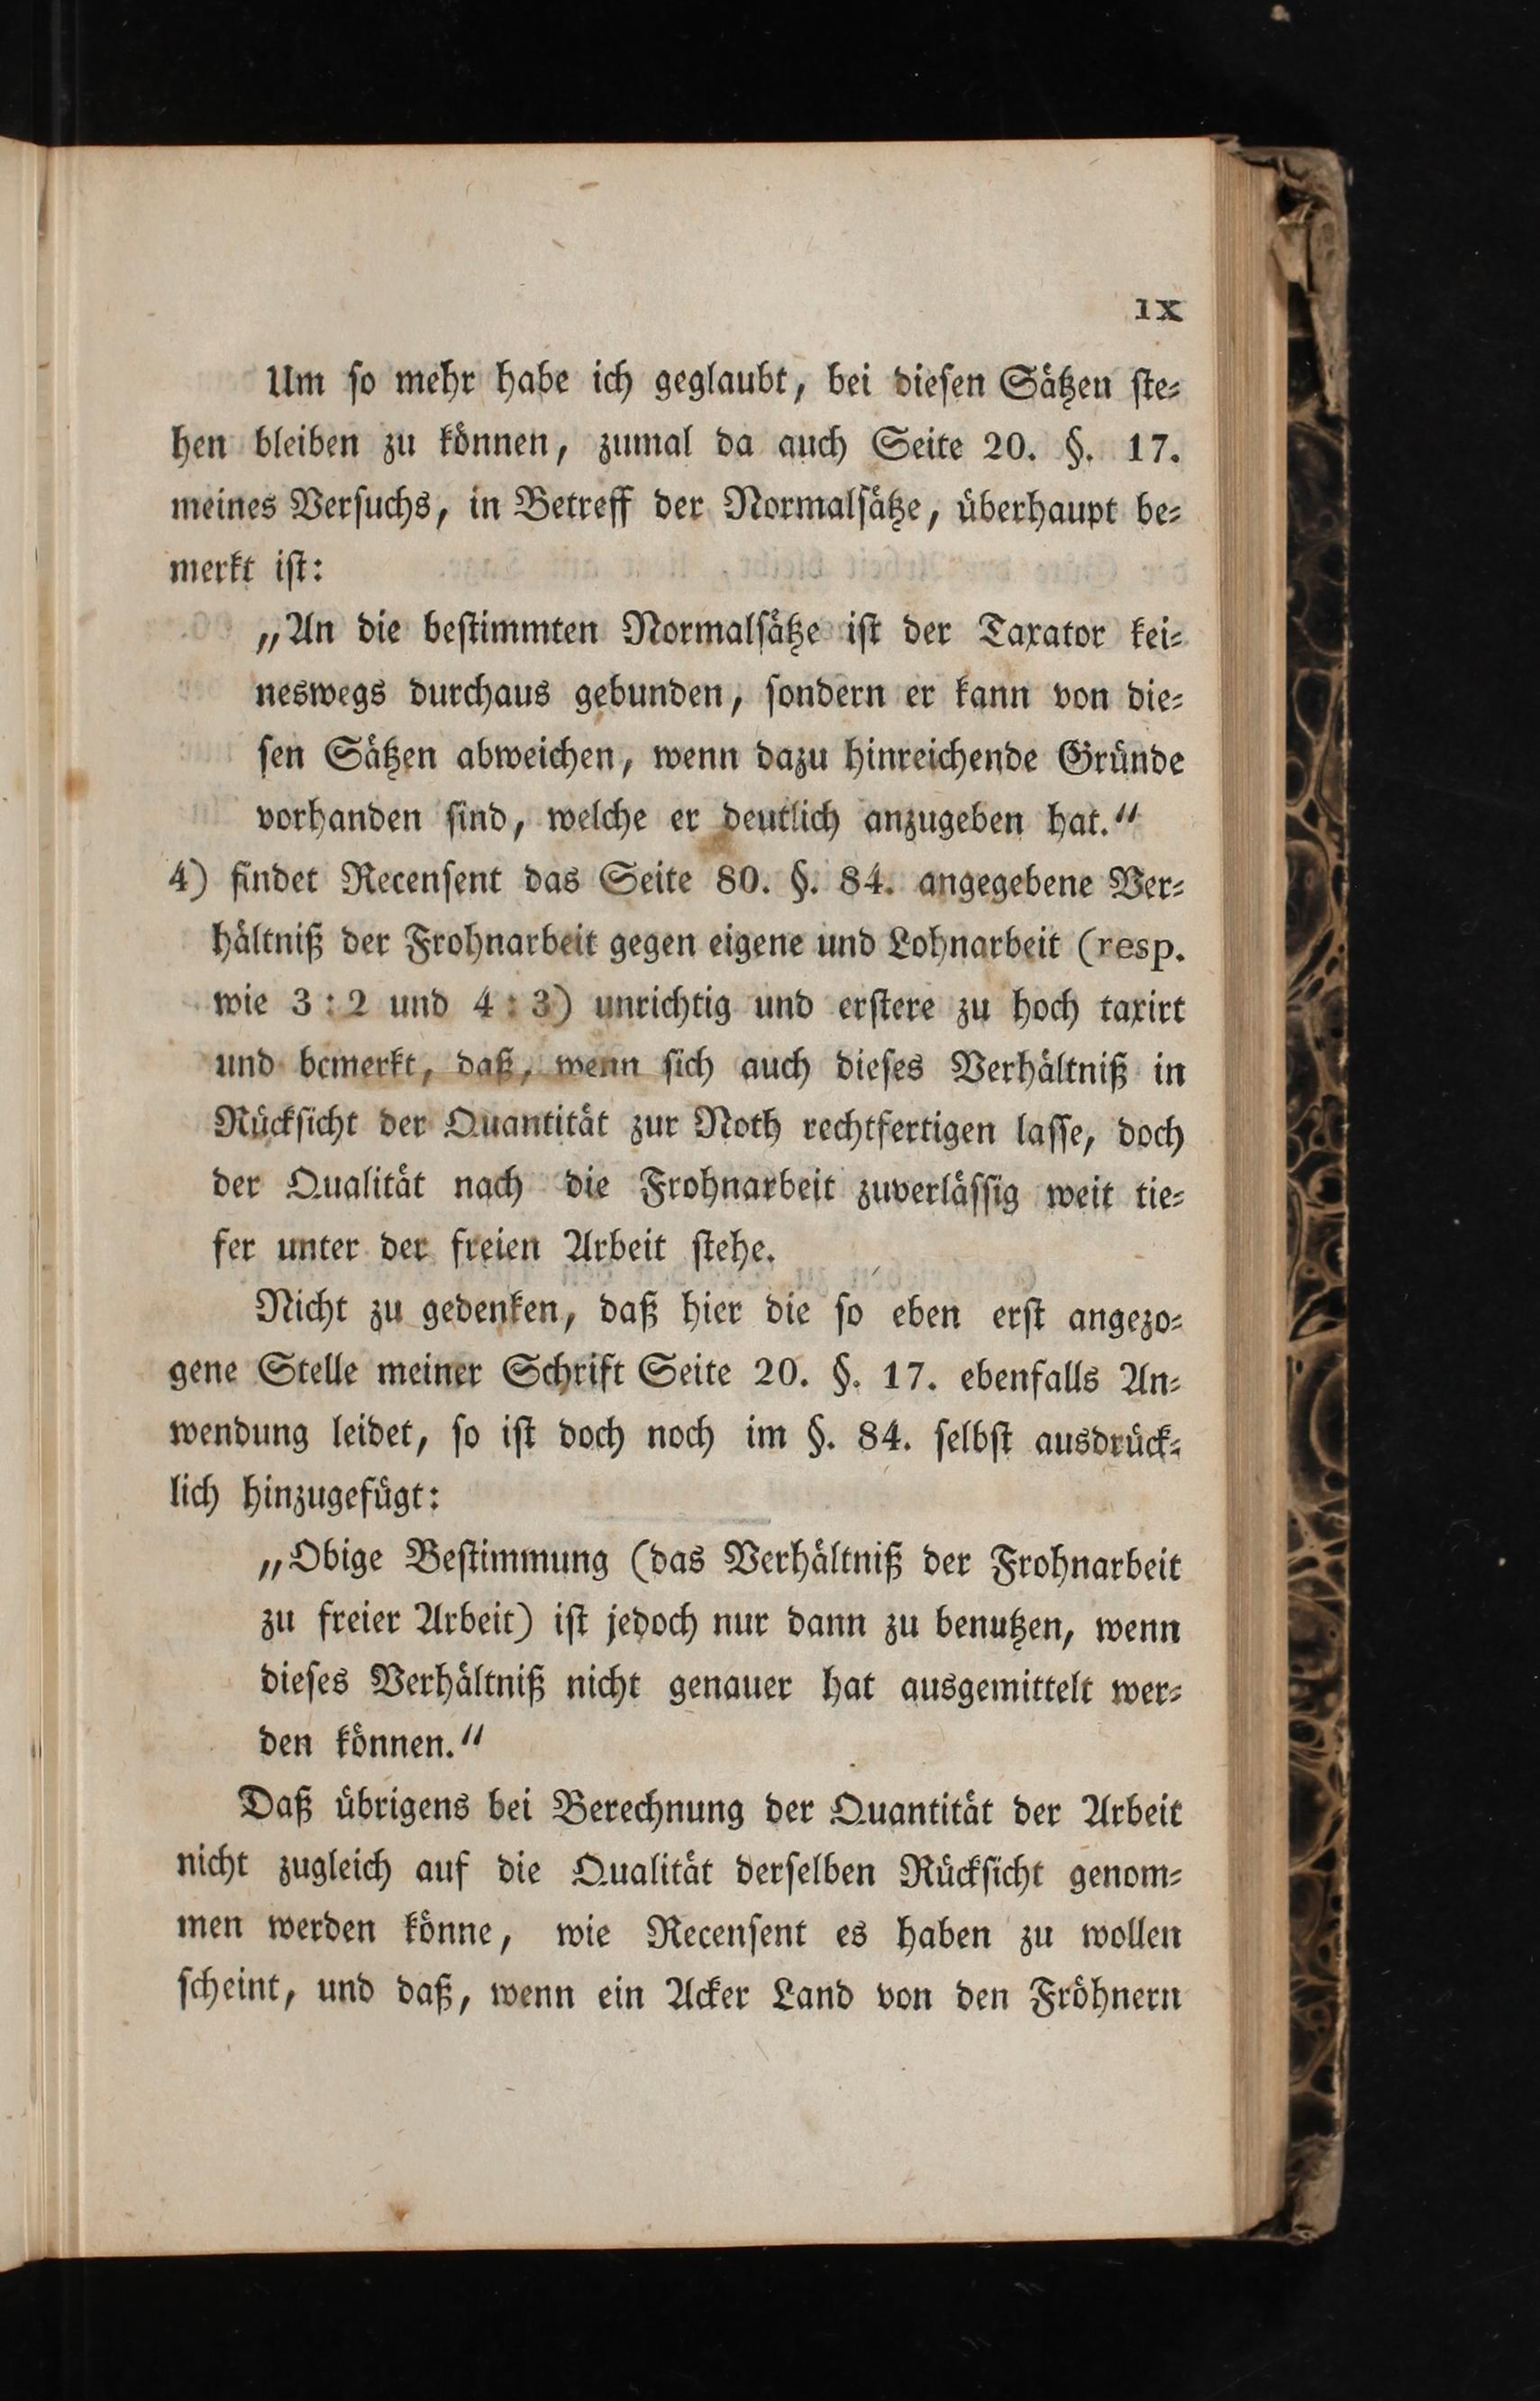 IX
Um so mehr habe ich geglaubt, bei diesen Sätzen ste-
hen bleiben zu können, zumal da auch Seite 20. §. 17.
meines Versuchs, in Betreff der Normalsätze, überhaupt be-
merkt ist:
„An die bestimmten Normalsätze ist der Taxator kei-
neswegs durchaus gebunden, sondern er kann von die-
sen Sätzen abweichen, wenn dazu hinreichende Gründe
vorhanden sind, welche er deutlich anzugeben hat.“
4) findet Recensent das Seite 80. §. 84. angegebene Ver-
hältniß der Frohnarbeit gegen eigene und Lohnarbeit (resp.
wie 3 : 2 und 4 : 3) unrichtig und erstere zu hoch taxirt
und bemerkt, daß, wenn sich auch dieses Verhältniß in
Rücksicht der Quantität zur Noth rechtfertigen lasse, doch
der Qualität nach die Frohnarbeit zuverlässig weit tie-
fer unter der freien Arbeit stehe.
Nicht zu gedenken, daß hier die so eben erst angezo-
gene Stelle meiner Schrift Seite 20. §. 17. ebenfalls An-
wendung leidet, so ist doch noch im §. 84. selbst ausdrück-
lich hinzugefügt:
„Obige Bestimmung (das Verhältniß der Frohnarbeit
zu freier Arbeit) ist jedoch nur dann zu benutzen, wenn
dieses Verhältniß nicht genauer hat ausgemittelt wer-
den können.“
Daß übrigens bei Berechnung der Quantität der Arbeit
nicht zugleich auf die Qualität derselben Rücksicht genom-
men werden könne, wie Recensent es haben zu wollen
scheint, und daß, wenn ein Acker Land von den Fröhnern